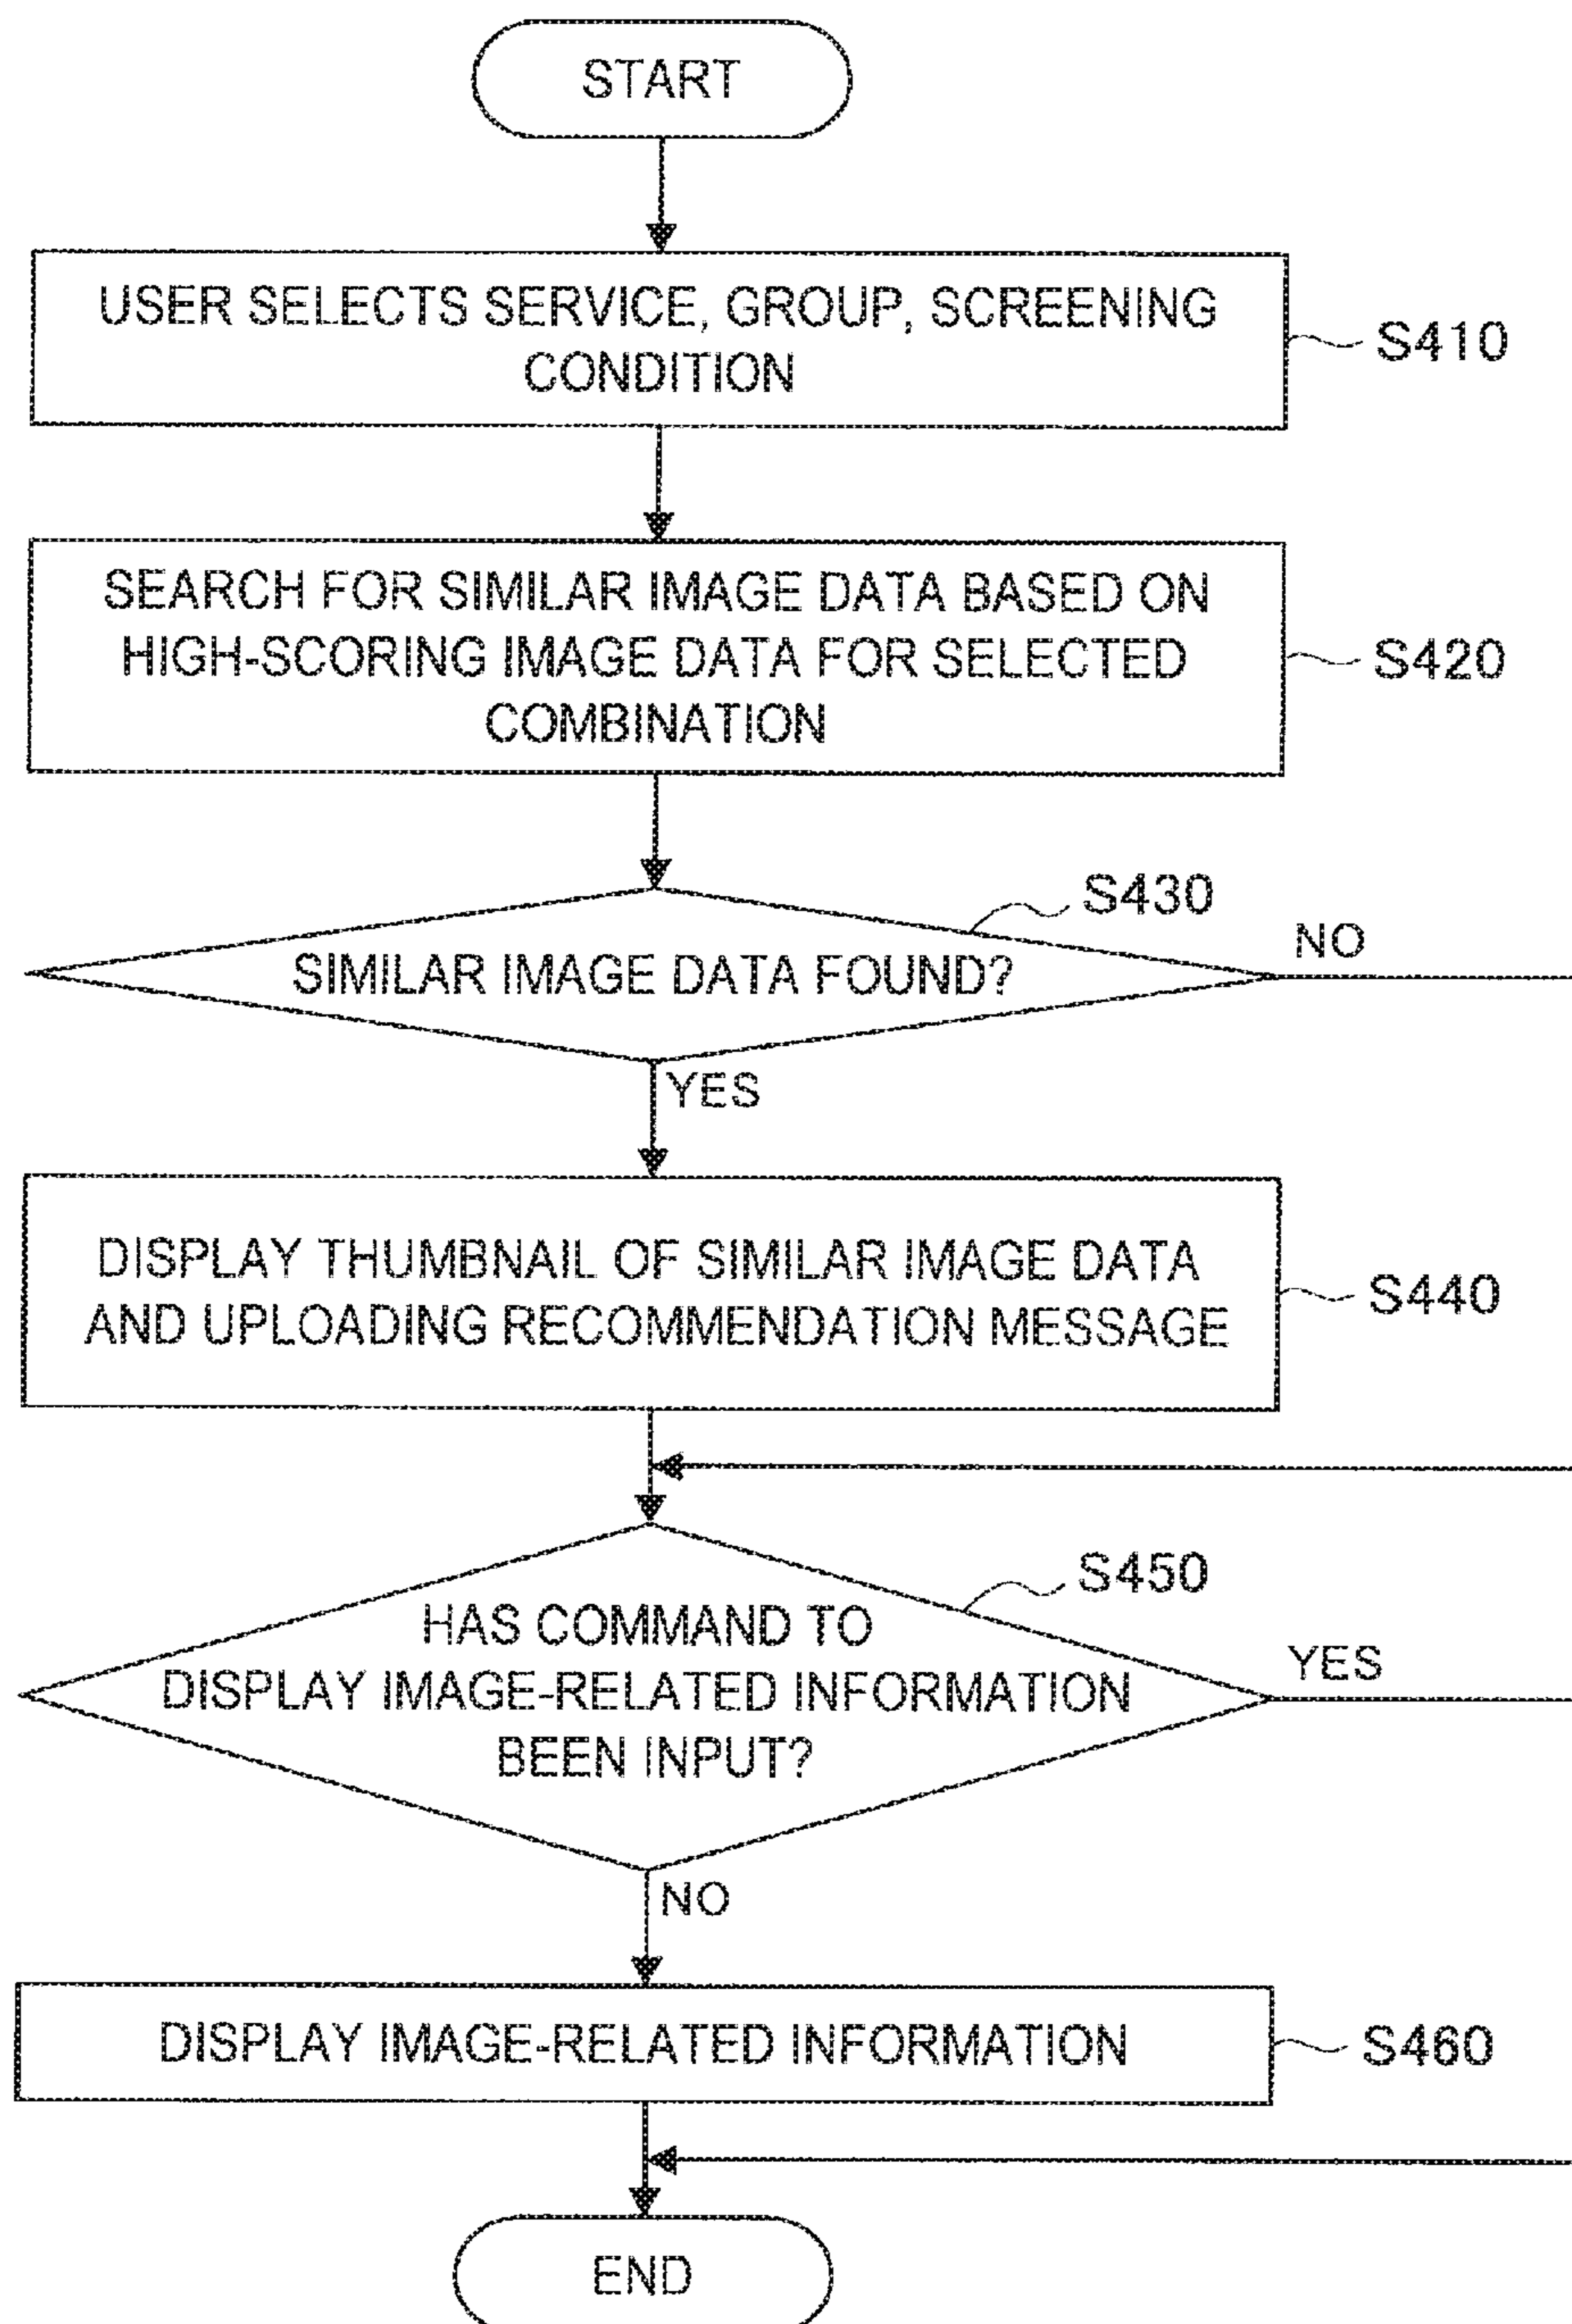 START
USER SELECTS SERVICE, GROUP, SCREENING
CONDITION
S410
SEARCH FOR SIMILAR IMAGE DATA BASED ON
HIGH-SCORING IMAGE DATA FOR SELECTED
COMBINATION
S420
S430
SIMILAR IMAGE DATA FOUND?
NO
YES
DISPLAY THUMBNAIL OF SIMILAR IMAGE DATA
AND UPLOADING RECOMMENDATION MESSAGE
S440
S450
HAS COMMAND TO
DISPLAY IMAGE-RELATED INFORMATION
BEEN INPUT?
YES
NO
DISPLAY IMAGE-RELATED INFORMATION
S460
END